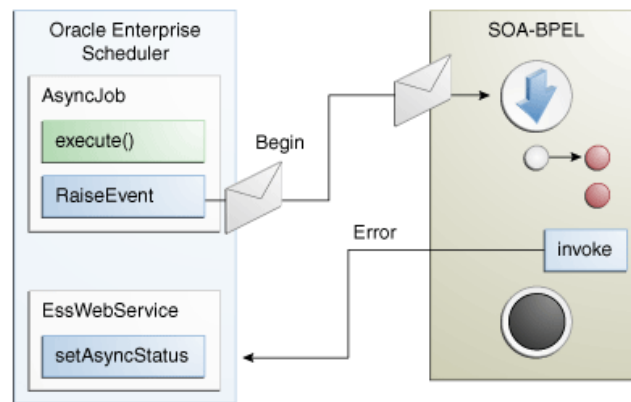 Oracle Enterprise
Scheduler
AsyncJob
execute()
RaiseEvent
Begin
SOA-BPEL
Error
invoke
EssWebService
setAsyncStatus